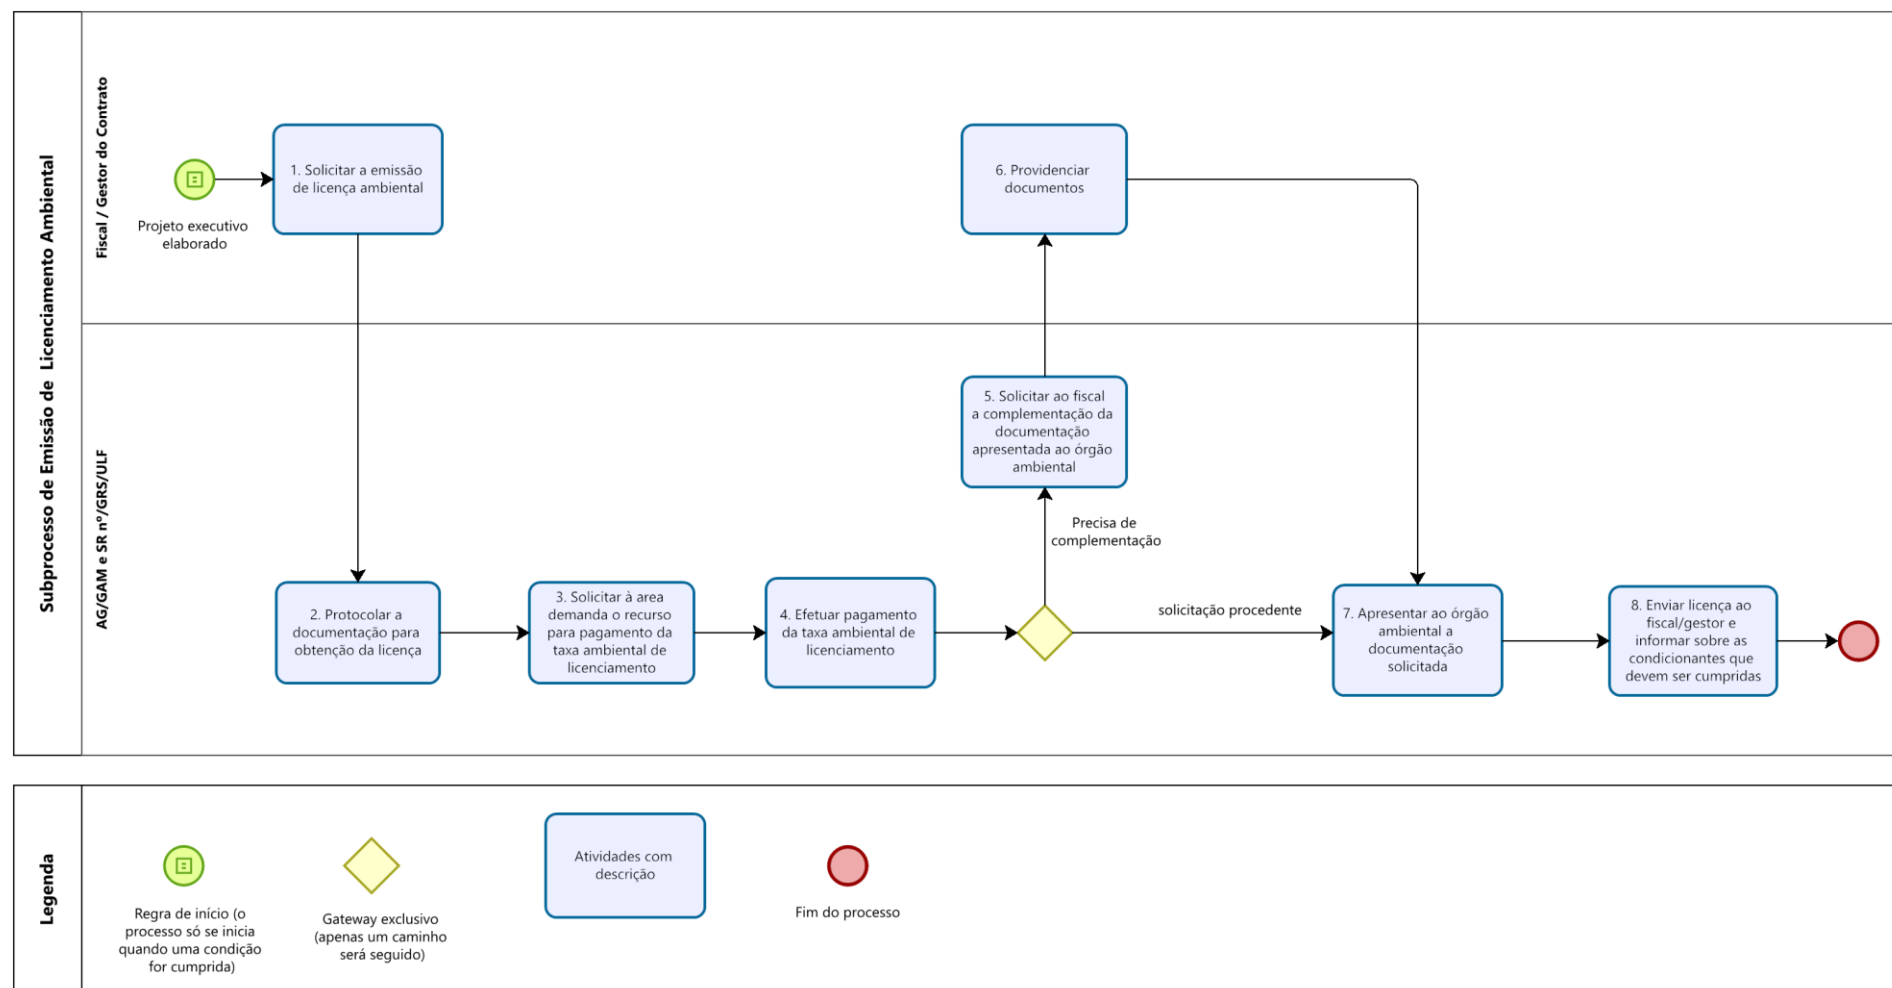 Subprocesso de Emissão de Licenciamento Ambiental
Fiscal / Gestor do Contrato
Projeto executivo
elaborado
1. Solicitar a emissão
de licença ambiental
6. Providenciar
documentos
AG/GAM e SR nº/GRS/ULF
2. Protocolar a
documentação para
obtenção da licença
3. Solicitar à area
demanda o recurso
para pagamento da
taxa ambiental de
licenciamento
4. Efetuar pagamento
da taxa ambiental de
licenciamento
5. Solicitar ao fiscal
a complementação da
documentação
apresentada ao órgão
ambiental
Precisa de
complementação
solicitação procedente
7. Apresentar ao órgão
ambiental a
documentação
solicitada
8. Enviar licença ao
fiscal/gestor e
informar sobre as
condicionantes que
devem ser cumpridas
Legenda
Regra de início (o
processo só se inicia
quando uma condição
for cumprida)
Gateway exclusivo
(apenas um caminho
será seguido)
Atividades com
descrição
Fim do processo